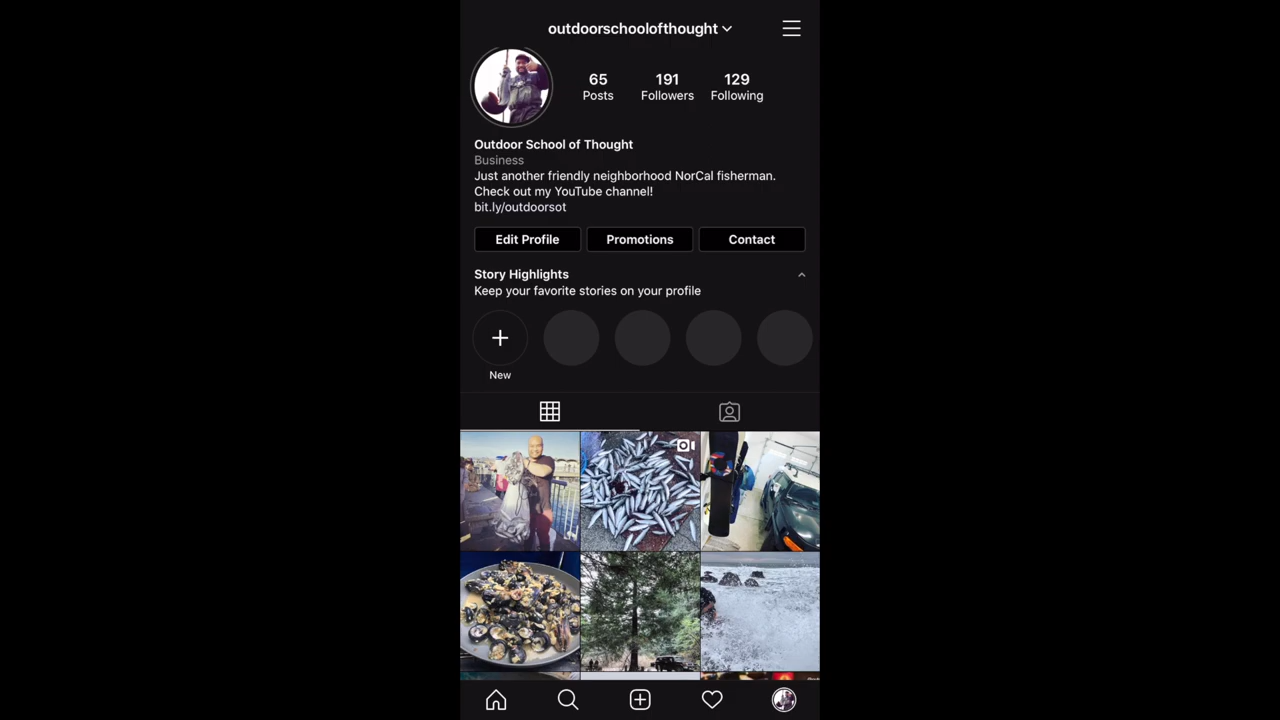 outdoorschoolofthought
65 191 129
Posts Followers Following
Outdoor School of Thought
Business
Just another friendly neighborhood NorCal fisherman.
Check out my YouTube channel!
bit.ly/outdoorsot
Edit Profile Promotions Contact
Story Highlights
Keep your favorite stories on your profile
New